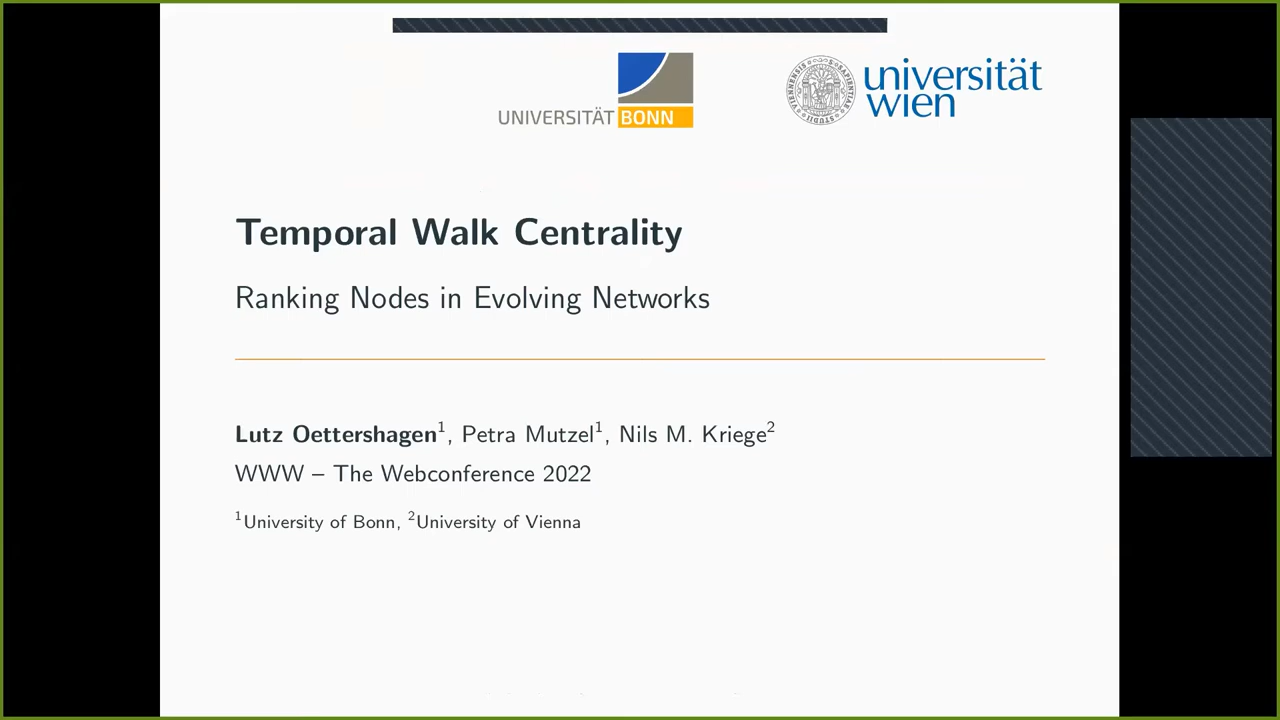 UNIVERSITÄT BONN
universität
wien
Temporal Walk Centrality
Ranking Nodes in Evolving Networks
Lutz Oettershagen¹, Petra Mutzel¹, Nils M. Kriege²
WWW – The Webconference 2022
¹University of Bonn, ²University of Vienna